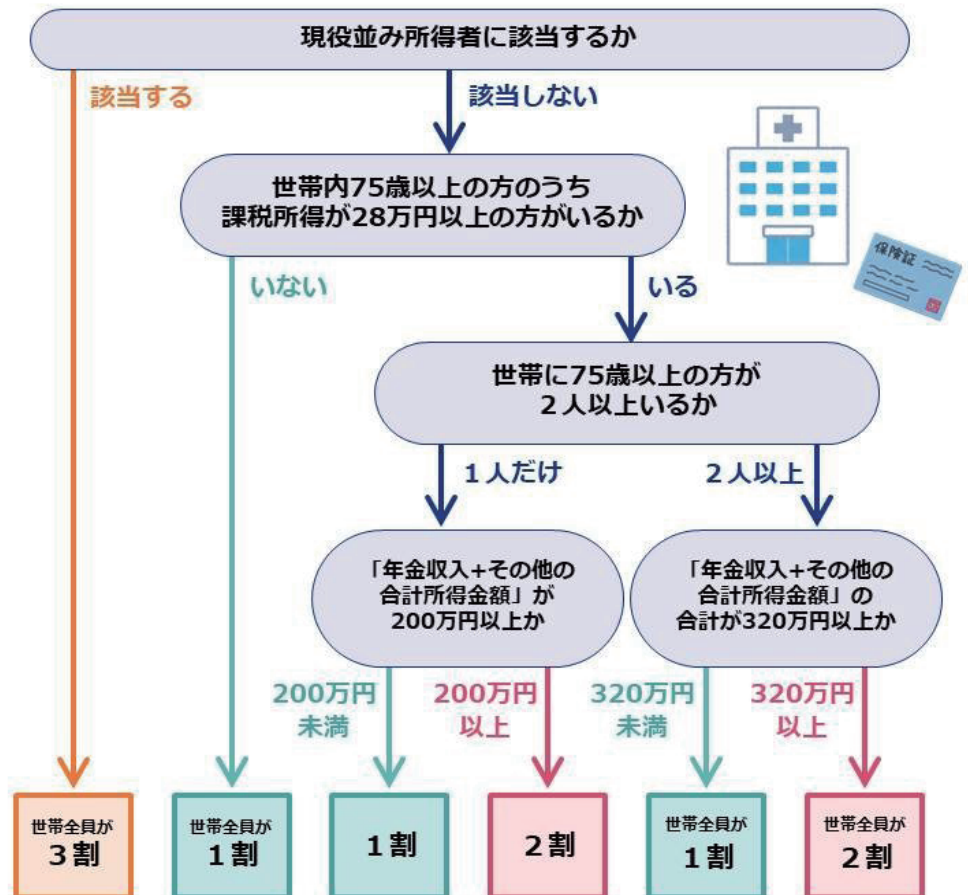 現役並み所得者に該当するか
該当する
該当しない
世帯内75歳以上の方のうち
課税所得が28万円以上の方がいるか
保険証
いない
いる
世帯に75歳以上の方が
２人以上いるか
１人だけ
２人以上
「年金収入+その他の
合計所得金額」が
200万円以上か
「年金収入+その他の
合計所得金額」の
合計が320万円以上か
200万円
未満
200万円
以上
320万円
未満
320万円
以上
世帯全員が
３割
世帯全員が
１割
１割
２割
世帯全員が
１割
世帯全員が
２割